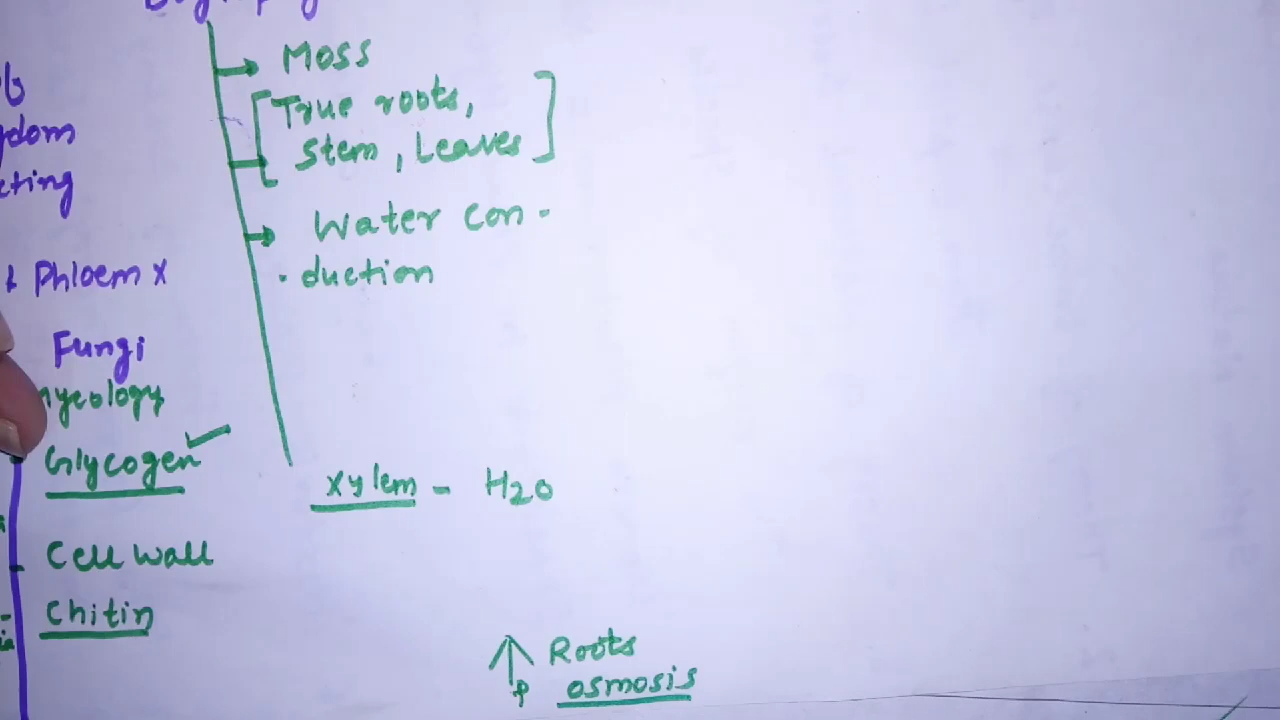 Moss
True roots,
Stem, Leaves
Water con-
-duction
Phloem x
Fungi
Glycogen
xylem - H2O
Cell wall
Chitin
Roots
osmosis